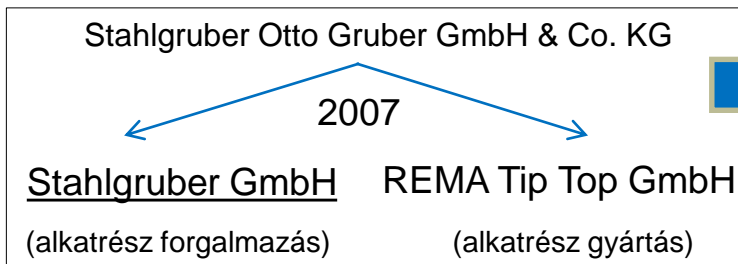 Stahlgruber Otto Gruber GmbH & Co. KG
2007
Stahlgruber GmbH REMA Tip Top GmbH
(alkatrész forgalmazás) (alkatrész gyártás)